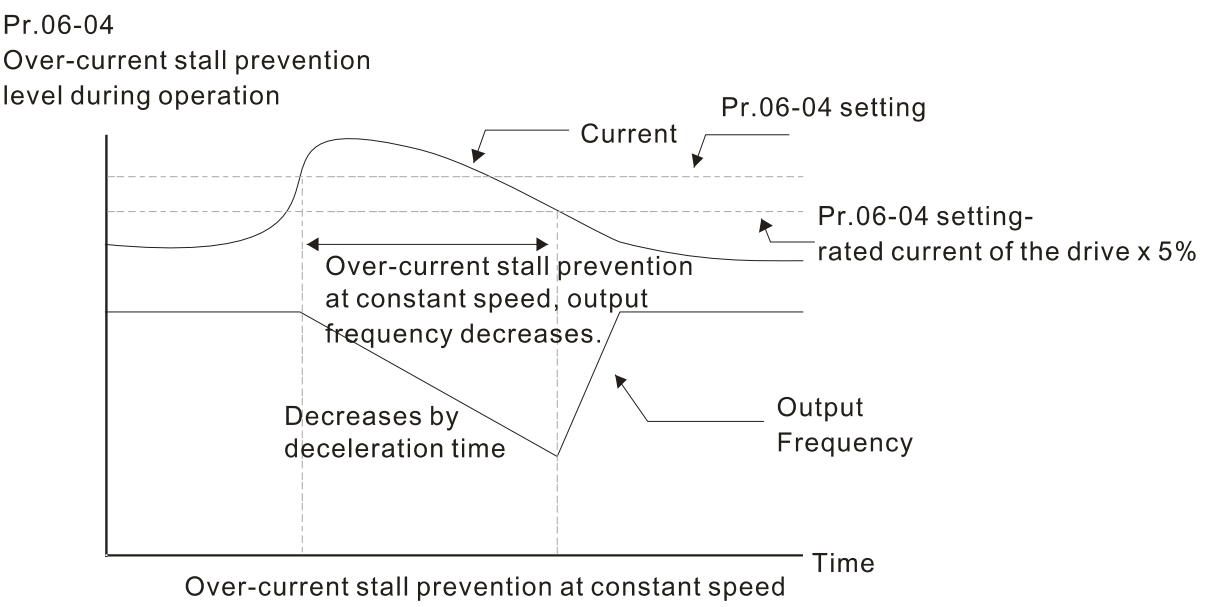 Pr.06-04
Over-current stall prevention
level during operation
Pr.06-04 setting
Current
Pr.06-04 setting-
rated current of the drive x 5%
Over-current stall prevention
at constant speed, output
frequency decreases.
Decreases by
deceleration time
Output
Frequency
Time
Over-current stall prevention at constant speed